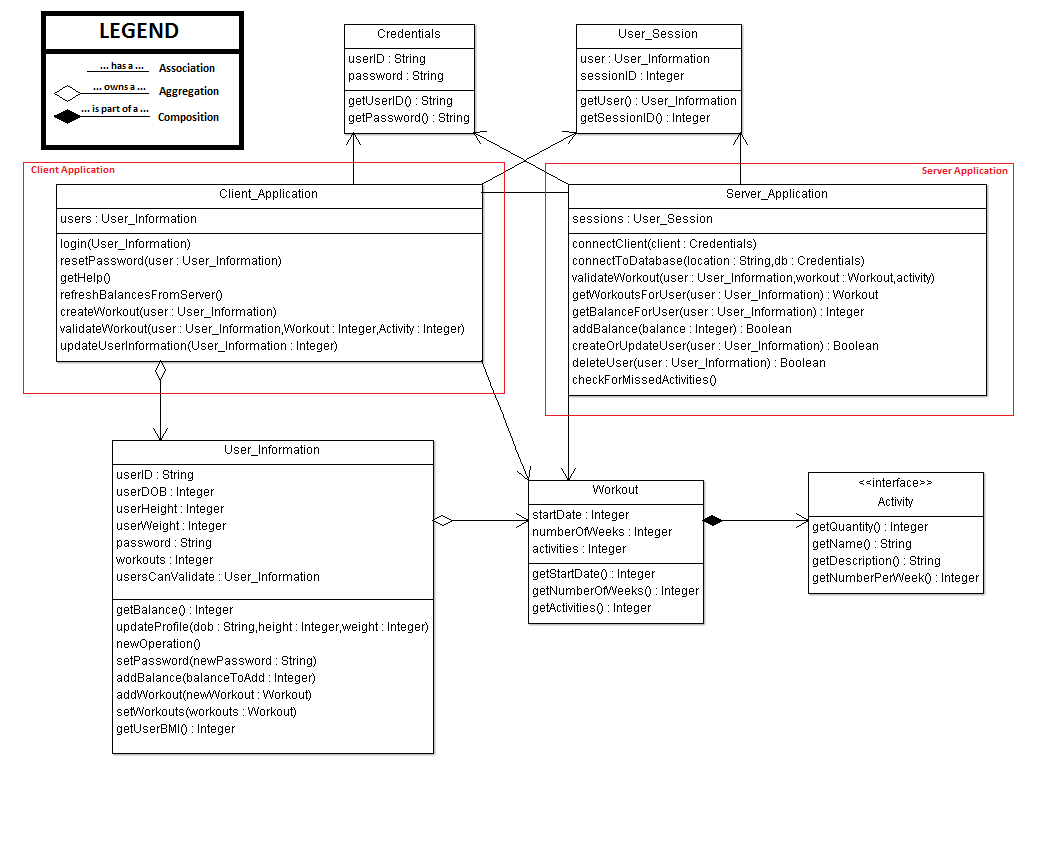 LEGEND
... has a ... Association
... owns a ... Aggregation
... is part of a ... Composition
Credentials
userID : String
password : String
getUserID() : String
getPassword() : String
User_Session
user : User_Information
sessionID : Integer
getUser() : User_Information
getSessionID() : Integer
Client Application
Client_Application
users : User_Information
login(User_Information)
resetPassword(user : User_Information)
getHelp()
refreshBalancesFromServer()
createWorkout(user : User_Information)
validateWorkout(user : User_Information,Workout : Integer,Activity : Integer)
updateUserInformation(User_Information : Integer)
Server Application
Server_Application
sessions : User_Session
connectClient(client : Credentials)
connectToDatabase(location : String,db : Credentials)
validateWorkout(user : User_Information,workout : Workout,activity)
getWorkoutsForUser(user : User_Information) : Workout
getBalanceForUser(user : User_Information) : Integer
addBalance(balance : Integer) : Boolean
createOrUpdateUser(user : User_Information) : Boolean
deleteUser(user : User_Information) : Boolean
checkForMissedActivities()
User_Information
userID : String
userDOB : Integer
userHeight : Integer
userWeight : Integer
password : String
workouts : Integer
usersCanValidate : User_Information
getBalance() : Integer
updateProfile(dob : String,height : Integer,weight : Integer)
newOperation()
setPassword(newPassword : String)
addBalance(balanceToAdd : Integer)
addWorkout(newWorkout : Workout)
setWorkouts(workouts : Workout)
getUserBMI() : Integer
Workout
startDate : Integer
numberOfWeeks : Integer
activities : Integer
getStartDate() : Integer
getNumberOfWeeks() : Integer
getActivities() : Integer
<<interface>>
Activity
getQuantity() : Integer
getName() : String
getDescription() : String
getNumberPerWeek() : Integer